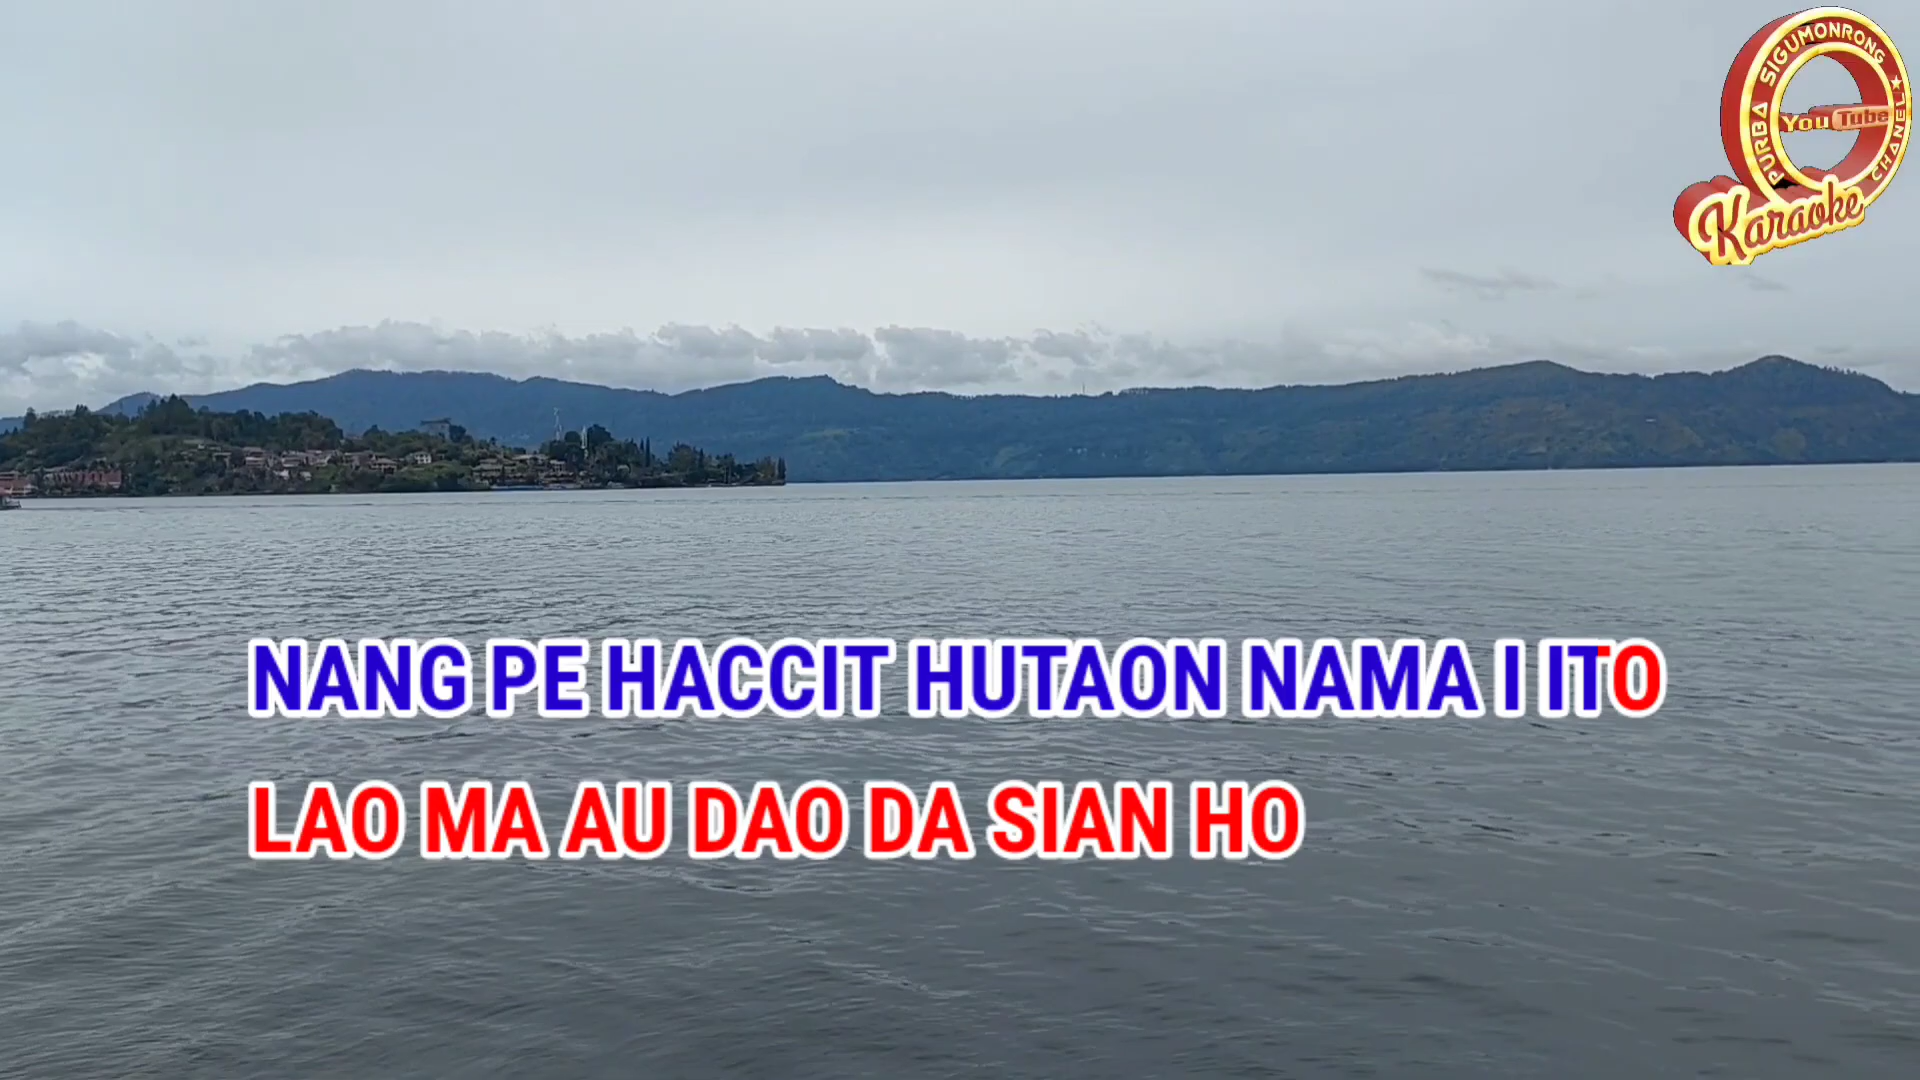 PURBA SIGUMONRONG ★ CHANEL
YouTube
Karaoke
NANG PE HACCIT HUTAON NAMA I ITO
LAO MA AU DAO DA SIAN HO